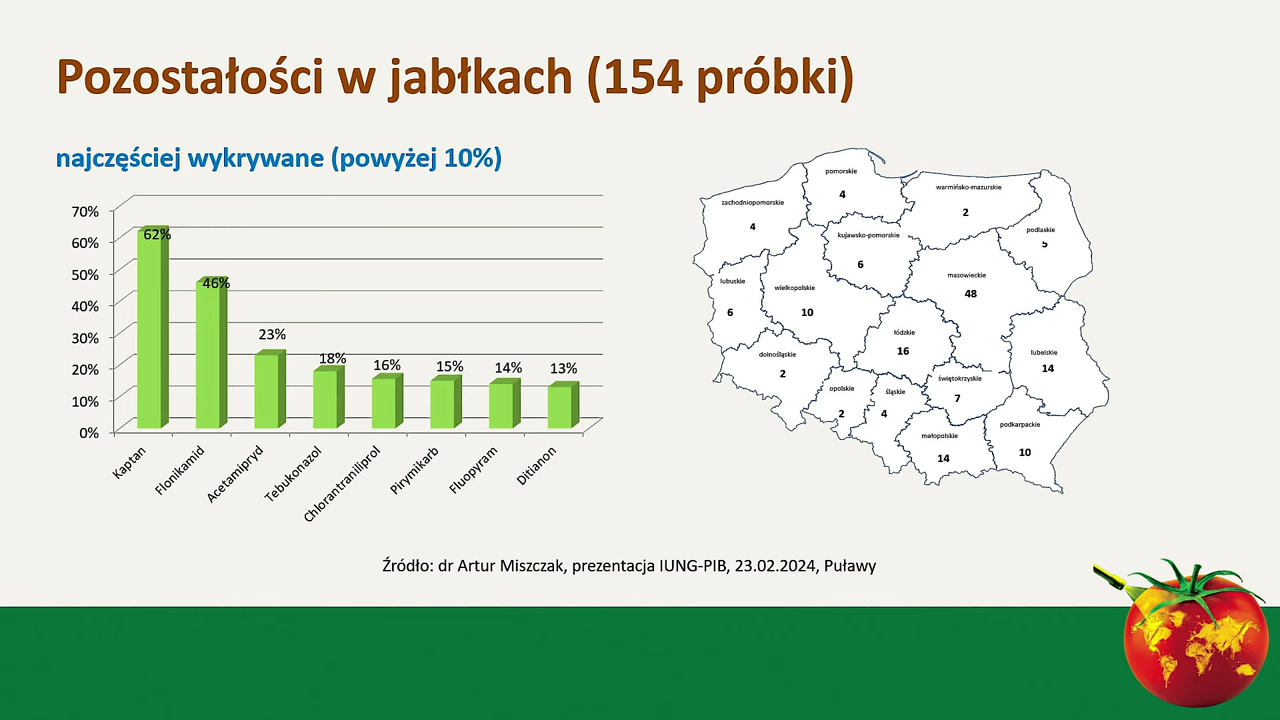 Pozostałości w jabłkach (154 próbki)
najczęściej wykrywane (powyżej 10%)
70%
60%
50%
40%
30%
20%
10%
0%
62%
46%
23%
18%
16%
15%
14%
13%
Kaptan
Flonikamid
Acetamipryd
Tebukonazol
Chlorantraniliprol
Pirymikarb
Fluopyram
Ditianon
pomorskie
4
warmińsko-mazurskie
2
zachodniopomorskie
4
podlaskie
5
kujawsko-pomorskie
6
mazowieckie
48
lubuskie
6
wielkopolskie
10
łódzkie
16
lubelskie
14
dolnośląskie
2
opolskie
2
śląskie
4
świętokrzyskie
7
małopolskie
14
podkarpackie
10
Źródło: dr Artur Miszczak, prezentacja IUNG-PIB, 23.02.2024, Puławy